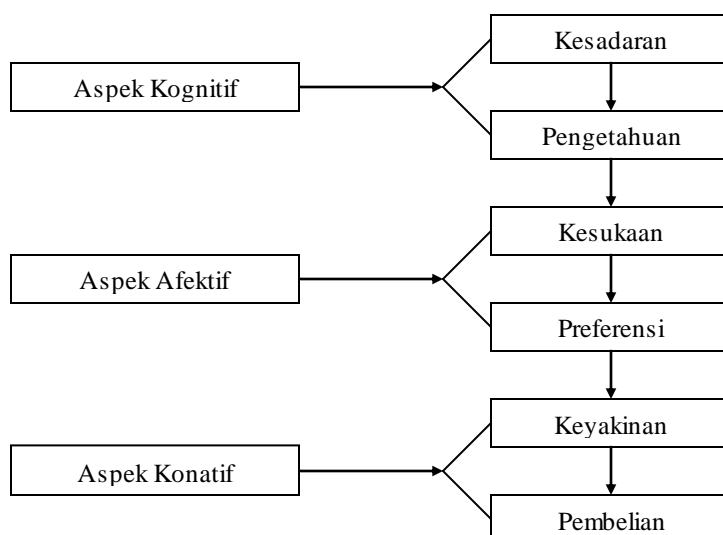 Kesadaran
Aspek Kognitif
Pengetahuan
Kesukaan
Aspek Afektif
Preferensi
Keyakinan
Aspek Konatif
Pembelian